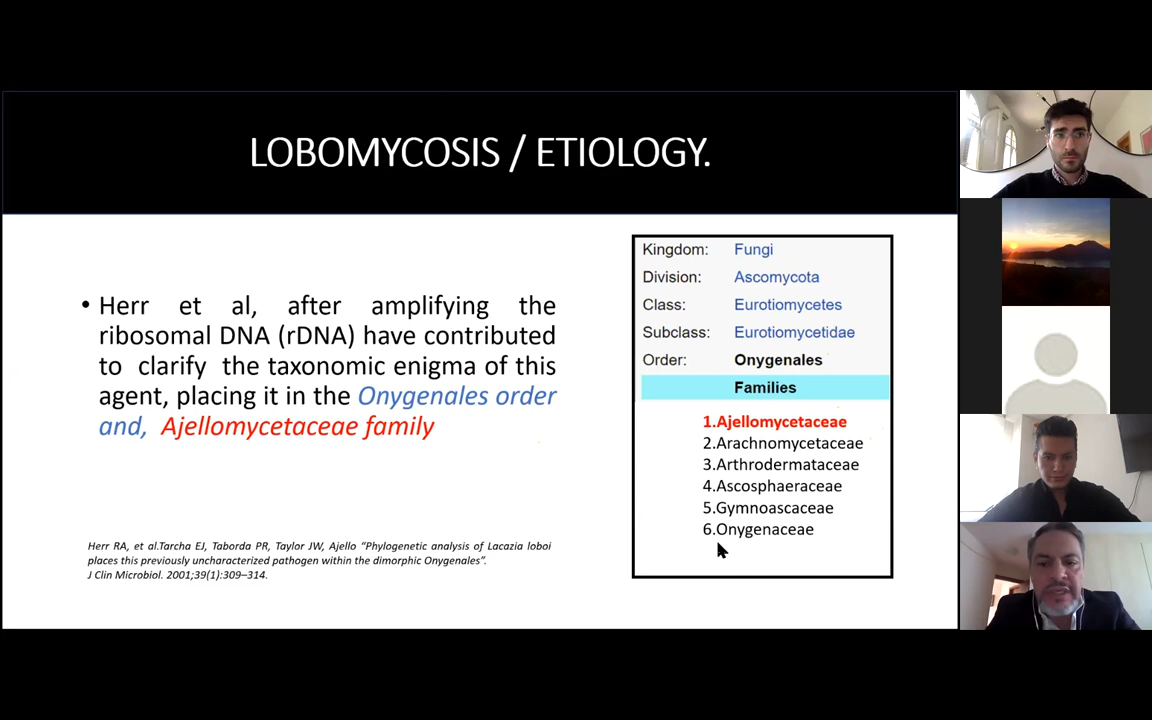 LOBOMYCOSIS / ETIOLOGY.
• Herr et al, after amplifying the
ribosomal DNA (rDNA) have contributed
to clarify the taxonomic enigma of this
agent, placing it in the Onygenales order
and, Ajellomycetaceae family
Herr RA, et al.Tarcha EJ, Taborda PR, Taylor JW, Ajello “Phylogenetic analysis of Lacazia loboi
places this previously uncharacterized pathogen within the dimorphic Onygenales”.
J Clin Microbiol. 2001;39(1):309–314.
Kingdom: Fungi
Division: Ascomycota
Class: Eurotiomycetes
Subclass: Eurotiomycetidae
Order: Onygenales
Families
1.Ajellomycetaceae
2.Arachnomycetaceae
3.Arthrodermataceae
4.Ascosphaeraceae
5.Gymnoascaceae
6.Onygenaceae